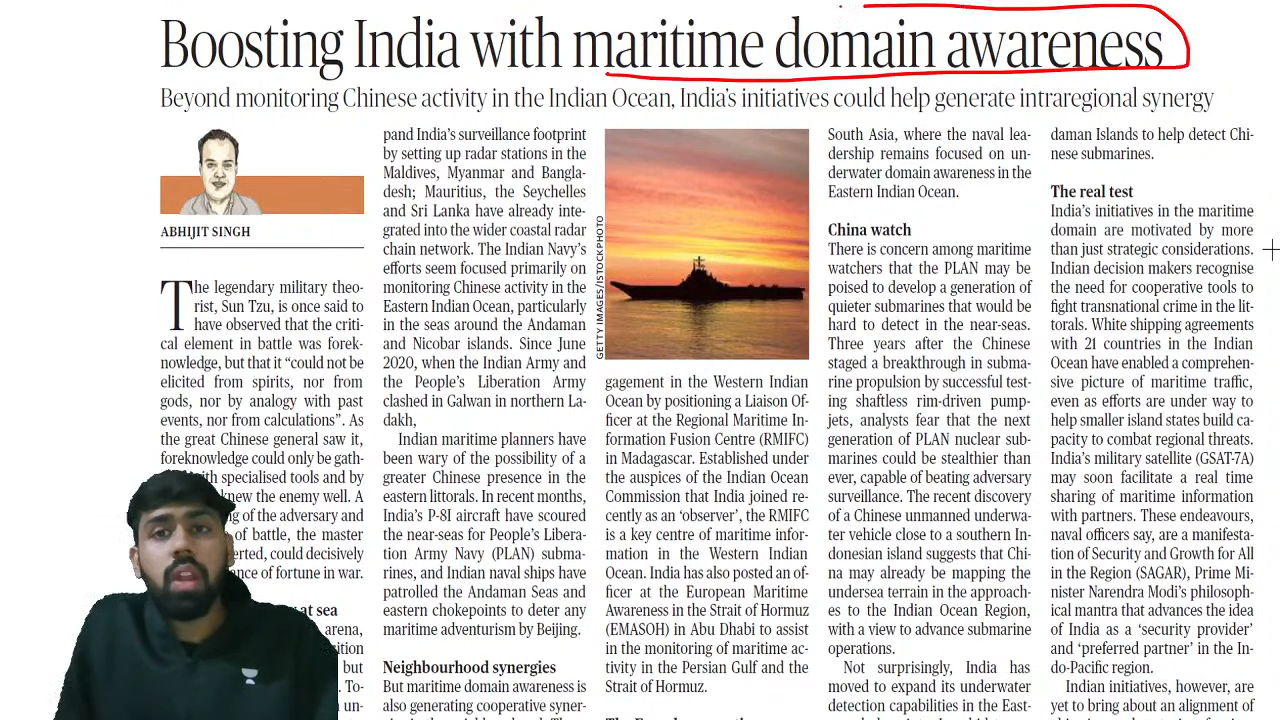 Boosting India with maritime domain awareness
Beyond monitoring Chinese activity in the Indian Ocean, India's initiatives could help generate intraregional synergy
ABHIJIT SINGH
The legendary military theo-
rist, Sun Tzu, is once said to
have observed that the criti-
cal element in battle was forek-
nowledge, but that it “could not be
elicited from spirits, nor from
gods, nor by analogy with past
events, nor from calculations”. As
the great Chinese general saw it,
foreknowledge could only be gath-
specialised tools and by
knew the enemy well. A
of the adversary and
of battle, the master
could decisively
of fortune in war.
at sea
arena,
but
To-
un-
pand India's surveillance footprint
by setting up radar stations in the
Maldives, Myanmar and Bangla-
desh; Mauritius, the Seychelles
and Sri Lanka have already inte-
grated into the wider coastal radar
chain network. The Indian Navy's
efforts seem focused primarily on
monitoring Chinese activity in the
Eastern Indian Ocean, particularly
in the seas around the Andaman
and Nicobar islands. Since June
2020, when the Indian Army and
the People's Liberation Army
clashed in Galwan in northern La-
dakh,
Indian maritime planners have
been wary of the possibility of a
greater Chinese presence in the
eastern littorals. In recent months,
India's P-8I aircraft have scoured
the near-seas for People's Libera-
tion Army Navy (PLAN) subma-
rines, and Indian naval ships have
patrolled the Andaman Seas and
eastern chokepoints to deter any
maritime adventurism by Beijing.
Neighbourhood synergies
But maritime domain awareness is
also generating cooperative syner-
GETTY IMAGES/ISTOCKPHOTO
gagement in the Western Indian
Ocean by positioning a Liaison Of-
ficer at the Regional Maritime In-
formation Fusion Centre (RMIFC)
in Madagascar. Established under
the auspices of the Indian Ocean
Commission that India joined re-
cently as an ‘observer’, the RMIFC
is a key centre of maritime infor-
mation in the Western Indian
Ocean. India has also posted an of-
ficer at the European Maritime
Awareness in the Strait of Hormuz
(EMASOH) in Abu Dhabi to assist
in the monitoring of maritime ac-
tivity in the Persian Gulf and the
Strait of Hormuz.
South Asia, where the naval lea-
dership remains focused on un-
derwater domain awareness in the
Eastern Indian Ocean.
China watch
There is concern among maritime
watchers that the PLAN may be
poised to develop a generation of
quieter submarines that would be
hard to detect in the near-seas.
Three years after the Chinese
staged a breakthrough in subma-
rine propulsion by successful test-
ing shaftless rim-driven pump-
jets, analysts fear that the next
generation of PLAN nuclear sub-
marines could be stealthier than
ever, capable of beating adversary
surveillance. The recent discovery
of a Chinese unmanned underwa-
ter vehicle close to a southern In-
donesian island suggests that Chi-
na may already be mapping the
undersea terrain in the approach-
es to the Indian Ocean Region,
with a view to advance submarine
operations.
Not surprisingly, India has
moved to expand its underwater
detection capabilities in the East-
daman Islands to help detect Chi-
nese submarines.
The real test
India's initiatives in the maritime
domain are motivated by more
than just strategic considerations.
Indian decision makers recognise
the need for cooperative tools to
fight transnational crime in the lit-
torals. White shipping agreements
with 21 countries in the Indian
Ocean have enabled a comprehen-
sive picture of maritime traffic,
even as efforts are under way to
help smaller island states build ca-
pacity to combat regional threats.
India's military satellite (GSAT-7A)
may soon facilitate a real time
sharing of maritime information
with partners. These endeavours,
naval officers say, are a manifesta-
tion of Security and Growth for All
in the Region (SAGAR), Prime Mi-
nister Narendra Modi's philosoph-
ical mantra that advances the idea
of India as a ‘security provider’
and ‘preferred partner’ in the In-
do-Pacific region.
Indian initiatives, however, are
yet to bring about an alignment of